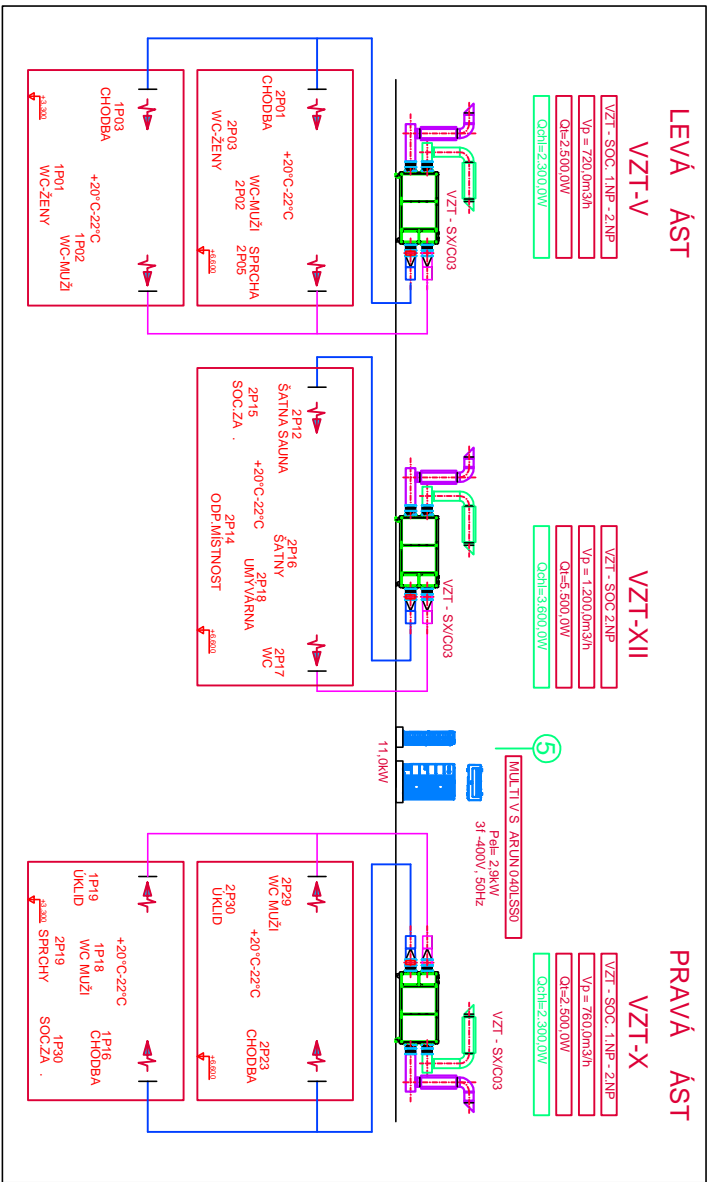 LEVÁ ÁST
VZT-V
VZT - SOC. 1.NP - 2.NP
Vp = 720,0m3/h
Qt=2.500,0W
Qchl=2.300,0W
VZT - SX/C03
2P01
CHODBA
+20°C-22°C
2P03
WC-ŽENY
WC-MUŽI
2P02
SPRCHA
2P05
+6.600
1P03
CHODBA
+20°C-22°C
1P01
WC-ŽENY
1P02
WC-MUŽI
+3.300
VZT-XII
VZT - SOC 2.NP
Vp = 1.200,0m3/h
Qt=5.500,0W
Qchl=3.600,0W
VZT - SX/C03
2P12
ŠATNA SAUNA
2P15
SOC.ZA .
+20°C-22°C
2P16
ŠATNY
2P14
ODP.MÍSTNOST
2P18
UMÝVÁRNA
2P17
WC
+6.600
5
MULTI V S ARUN 040LSS0
Pel= 2,9kW
3f -400V, 50Hz
11,0kW
PRAVÁ ÁST
VZT-X
VZT - SOC. 1.NP - 2.NP
Vp = 760,0m3/h
Qt=2.500,0W
Qchl=2.300,0W
VZT - SX/C03
2P29
WC MUŽI
2P30
ÚKLID
+20°C-22°C
2P23
CHODBA
+6.600
1P19
ÚKLID
+20°C-22°C
1P18
WC MUŽI
1P16
CHODBA
2P19
SPRCHY
1P30
SOC.ZA .
+3.300